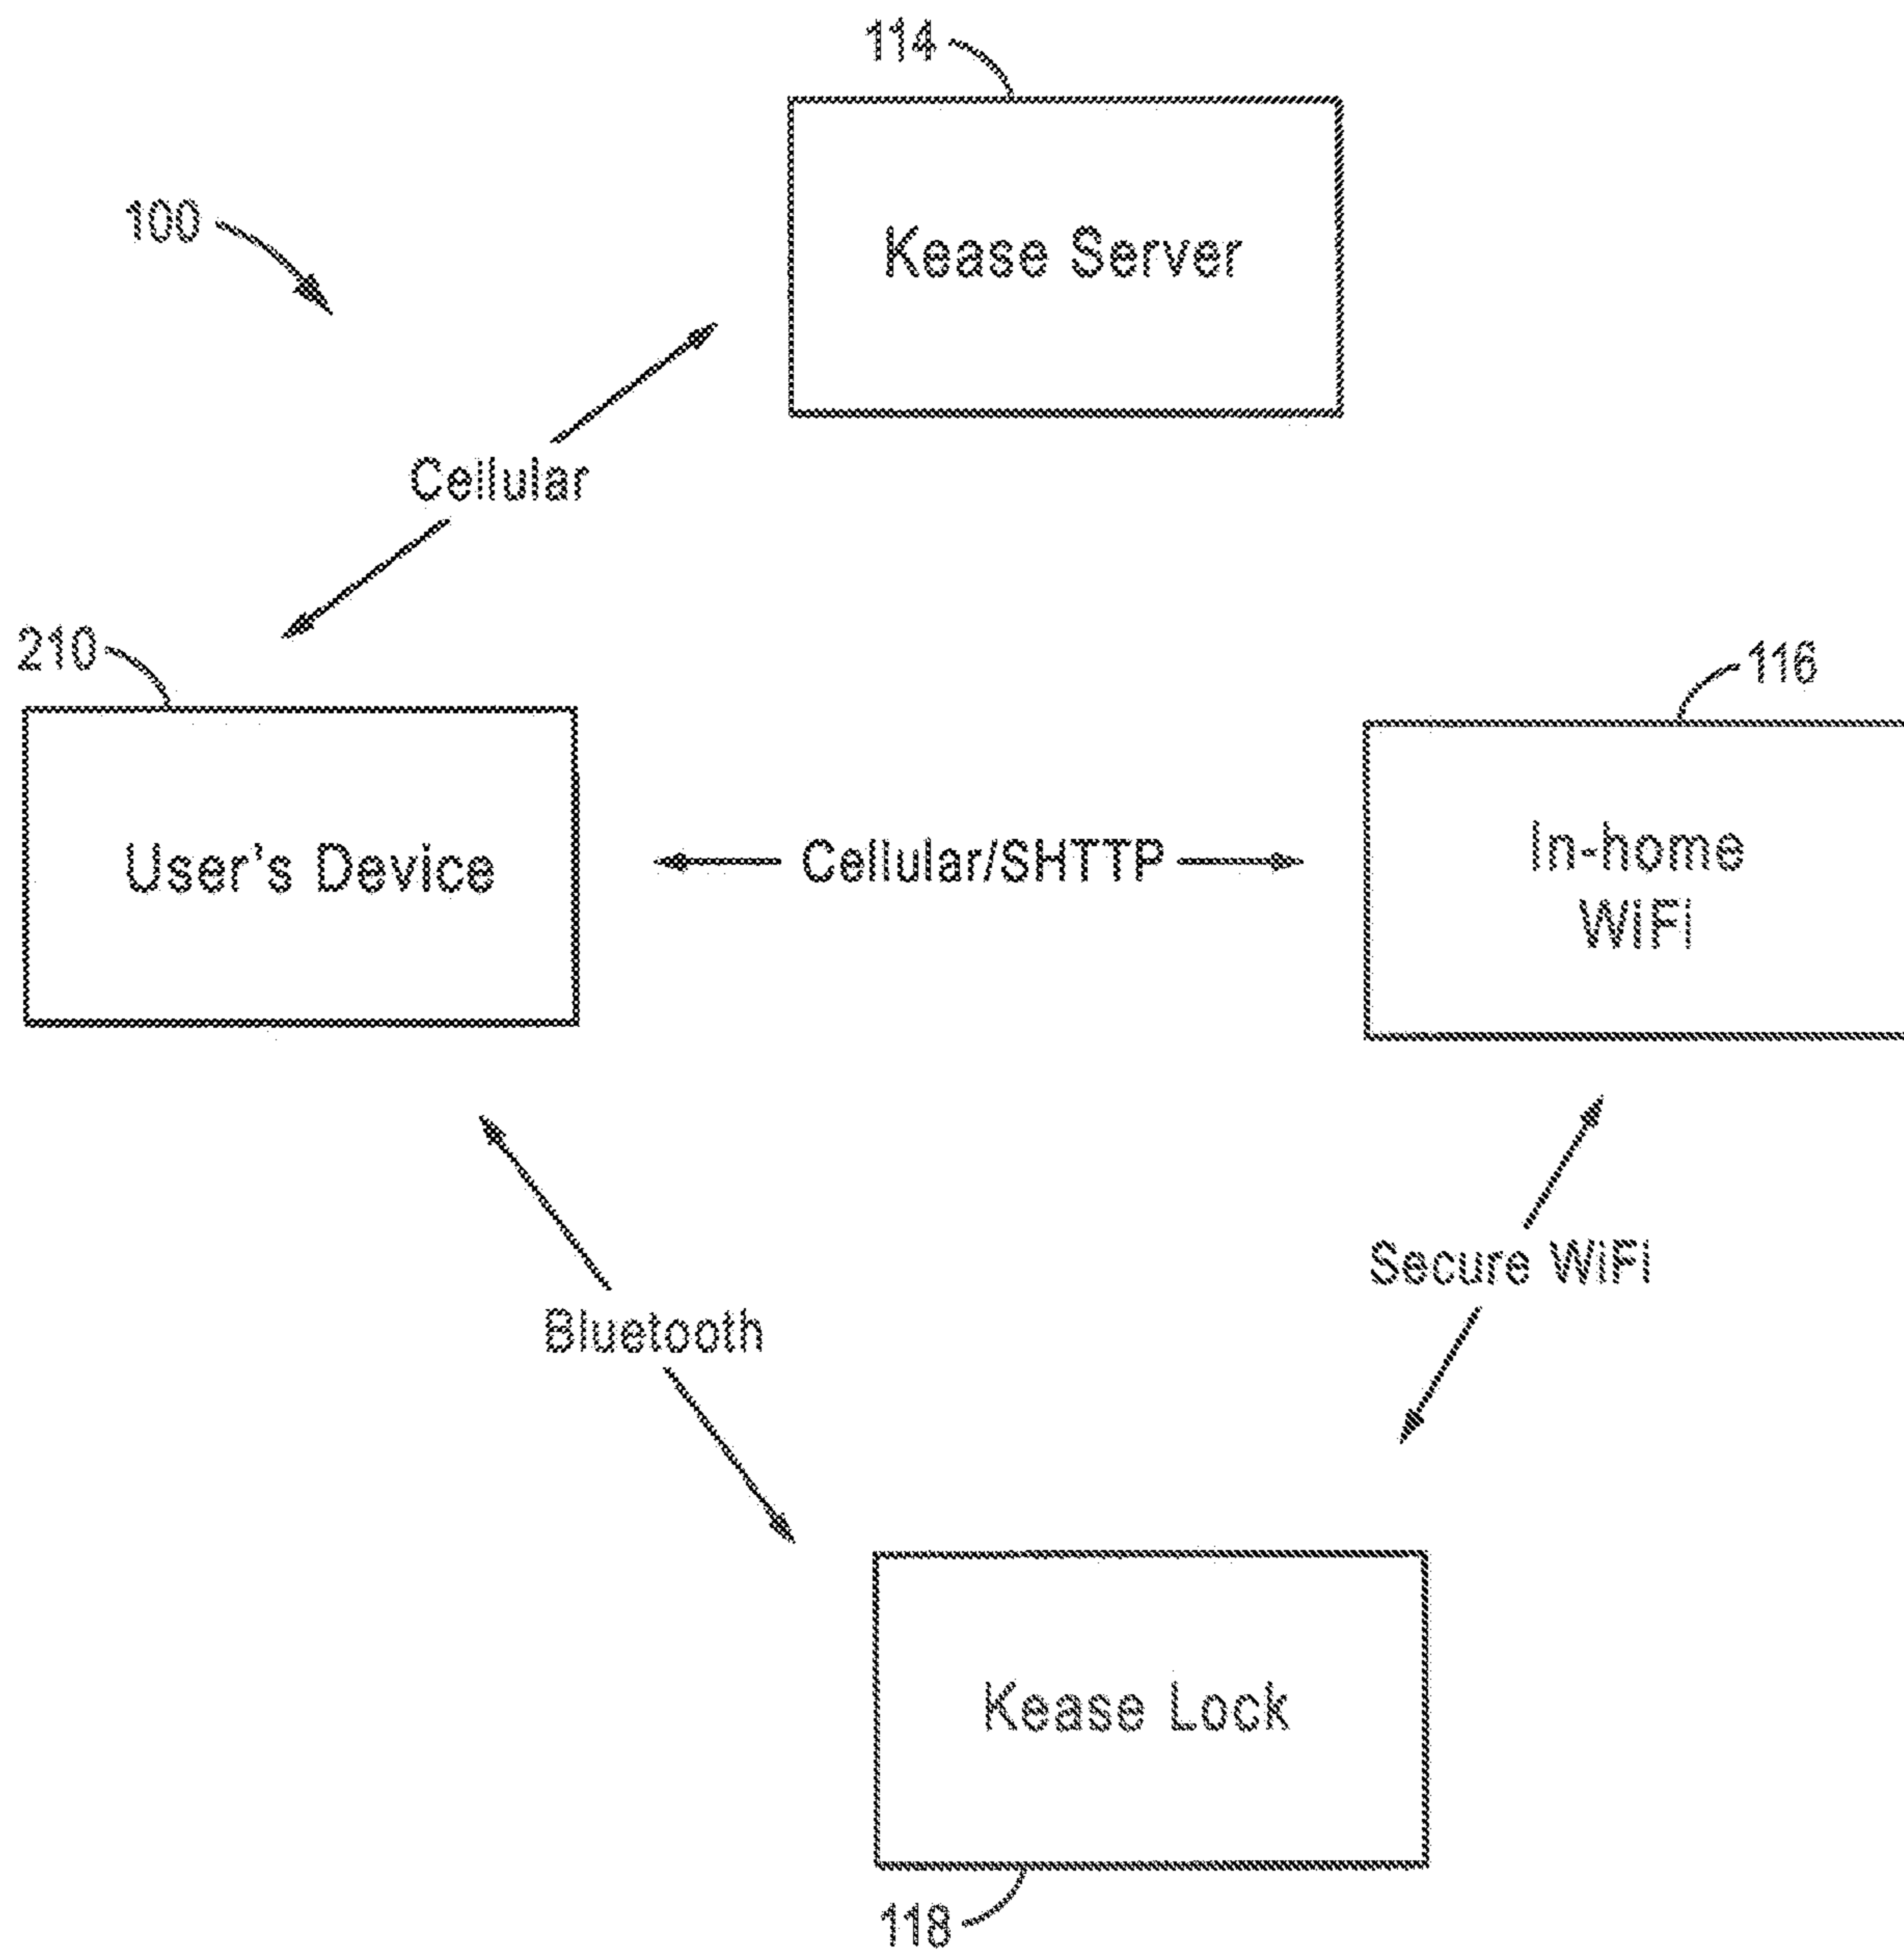 114
100
Kease Server
Cellular
210
116
User's Device
Cellular/SHTTP
In-home
WiFi
Secure WiFi
Bluetooth
Kease Lock
118